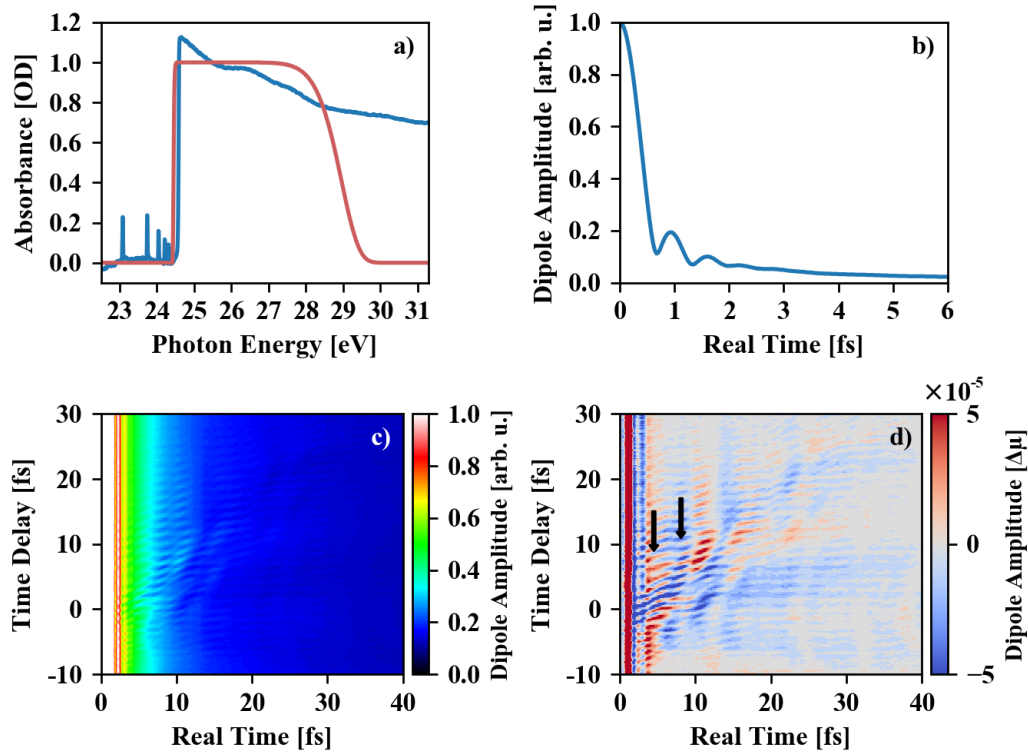 a)
1.2
1.0
0.8
0.6
0.4
0.2
0.0
Absorbance [OD]
23 24 25 26 27 28 29 30 31
Photon Energy [eV]
b)
1.0
0.8
0.6
0.4
0.2
0.0
Dipole Amplitude [arb. u.]
0 1 2 3 4 5 6
Real Time [fs]
c)
30
20
10
0
-10
Time Delay [fs]
0 10 20 30 40
Real Time [fs]
1.0
0.8
0.6
0.4
0.2
0.0
Dipole Amplitude [arb. u.]
d)
30
20
10
0
-10
Time Delay [fs]
0 10 20 30 40
Real Time [fs]
×10⁻⁵
5
0
−5
Dipole Amplitude [Δμ]